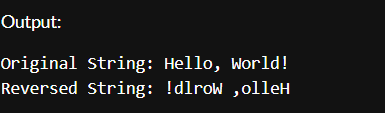 Output:
Original String: Hello, World!
Reversed String: !dlroW ,olleH